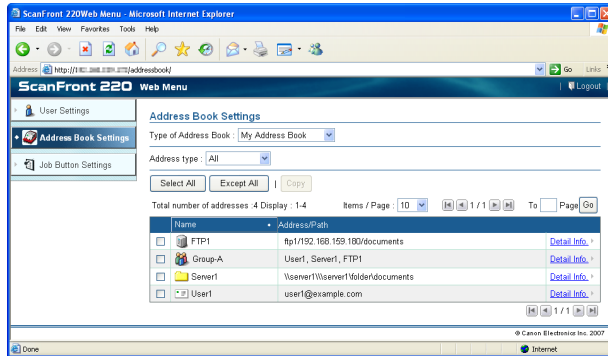 ScanFront 220Web Menu - Microsoft Internet Explorer
File Edit View Favorites Tools Help
Address http://1 /addressbook/ Go Links
ScanFront 220 Web Menu Logout
User Settings
Address Book Settings
Job Button Settings
Address Book Settings
Type of Address Book : My Address Book
Address type : All
Select All Except All | Copy
Total number of addresses :4 Display : 1-4 Items / Page : 10 1 / 1 To Page Go
Name Address/Path
FTP1 ftp1/192.168.159.180/documents Detail Info.
Group-A User1, Server1, FTP1 Detail Info.
Server1 \\server1\\\server1\folder\documents Detail Info.
User1 user1@example.com Detail Info.
1 / 1
© Canon Electronics Inc. 2007
Done Internet